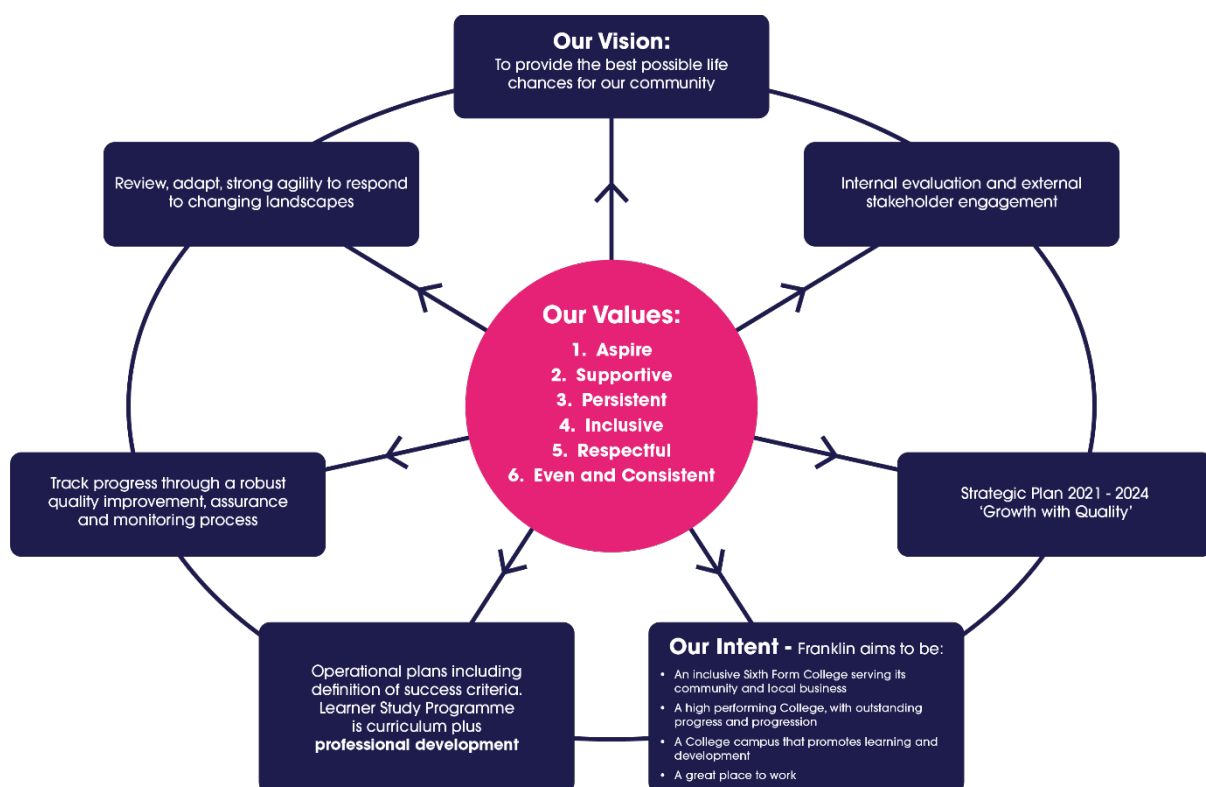 Our Vision:
To provide the best possible life
chances for our community
Review, adapt, strong agility to respond
to changing landscapes
Internal evaluation and external
stakeholder engagement
Our Values:
1. Aspire
2. Supportive
3. Persistent
4. Inclusive
5. Respectful
6. Even and Consistent
Track progress through a robust
quality improvement, assurance
and monitoring process
Strategic Plan 2021 - 2024
‘Growth with Quality’
Operational plans including
definition of success criteria.
Learner Study Programme
is curriculum plus
professional development
Our Intent - Franklin aims to be:
• An inclusive Sixth Form College serving its
community and local business
• A high performing College, with outstanding
progress and progression
• A College campus that promotes learning and
development
• A great place to work